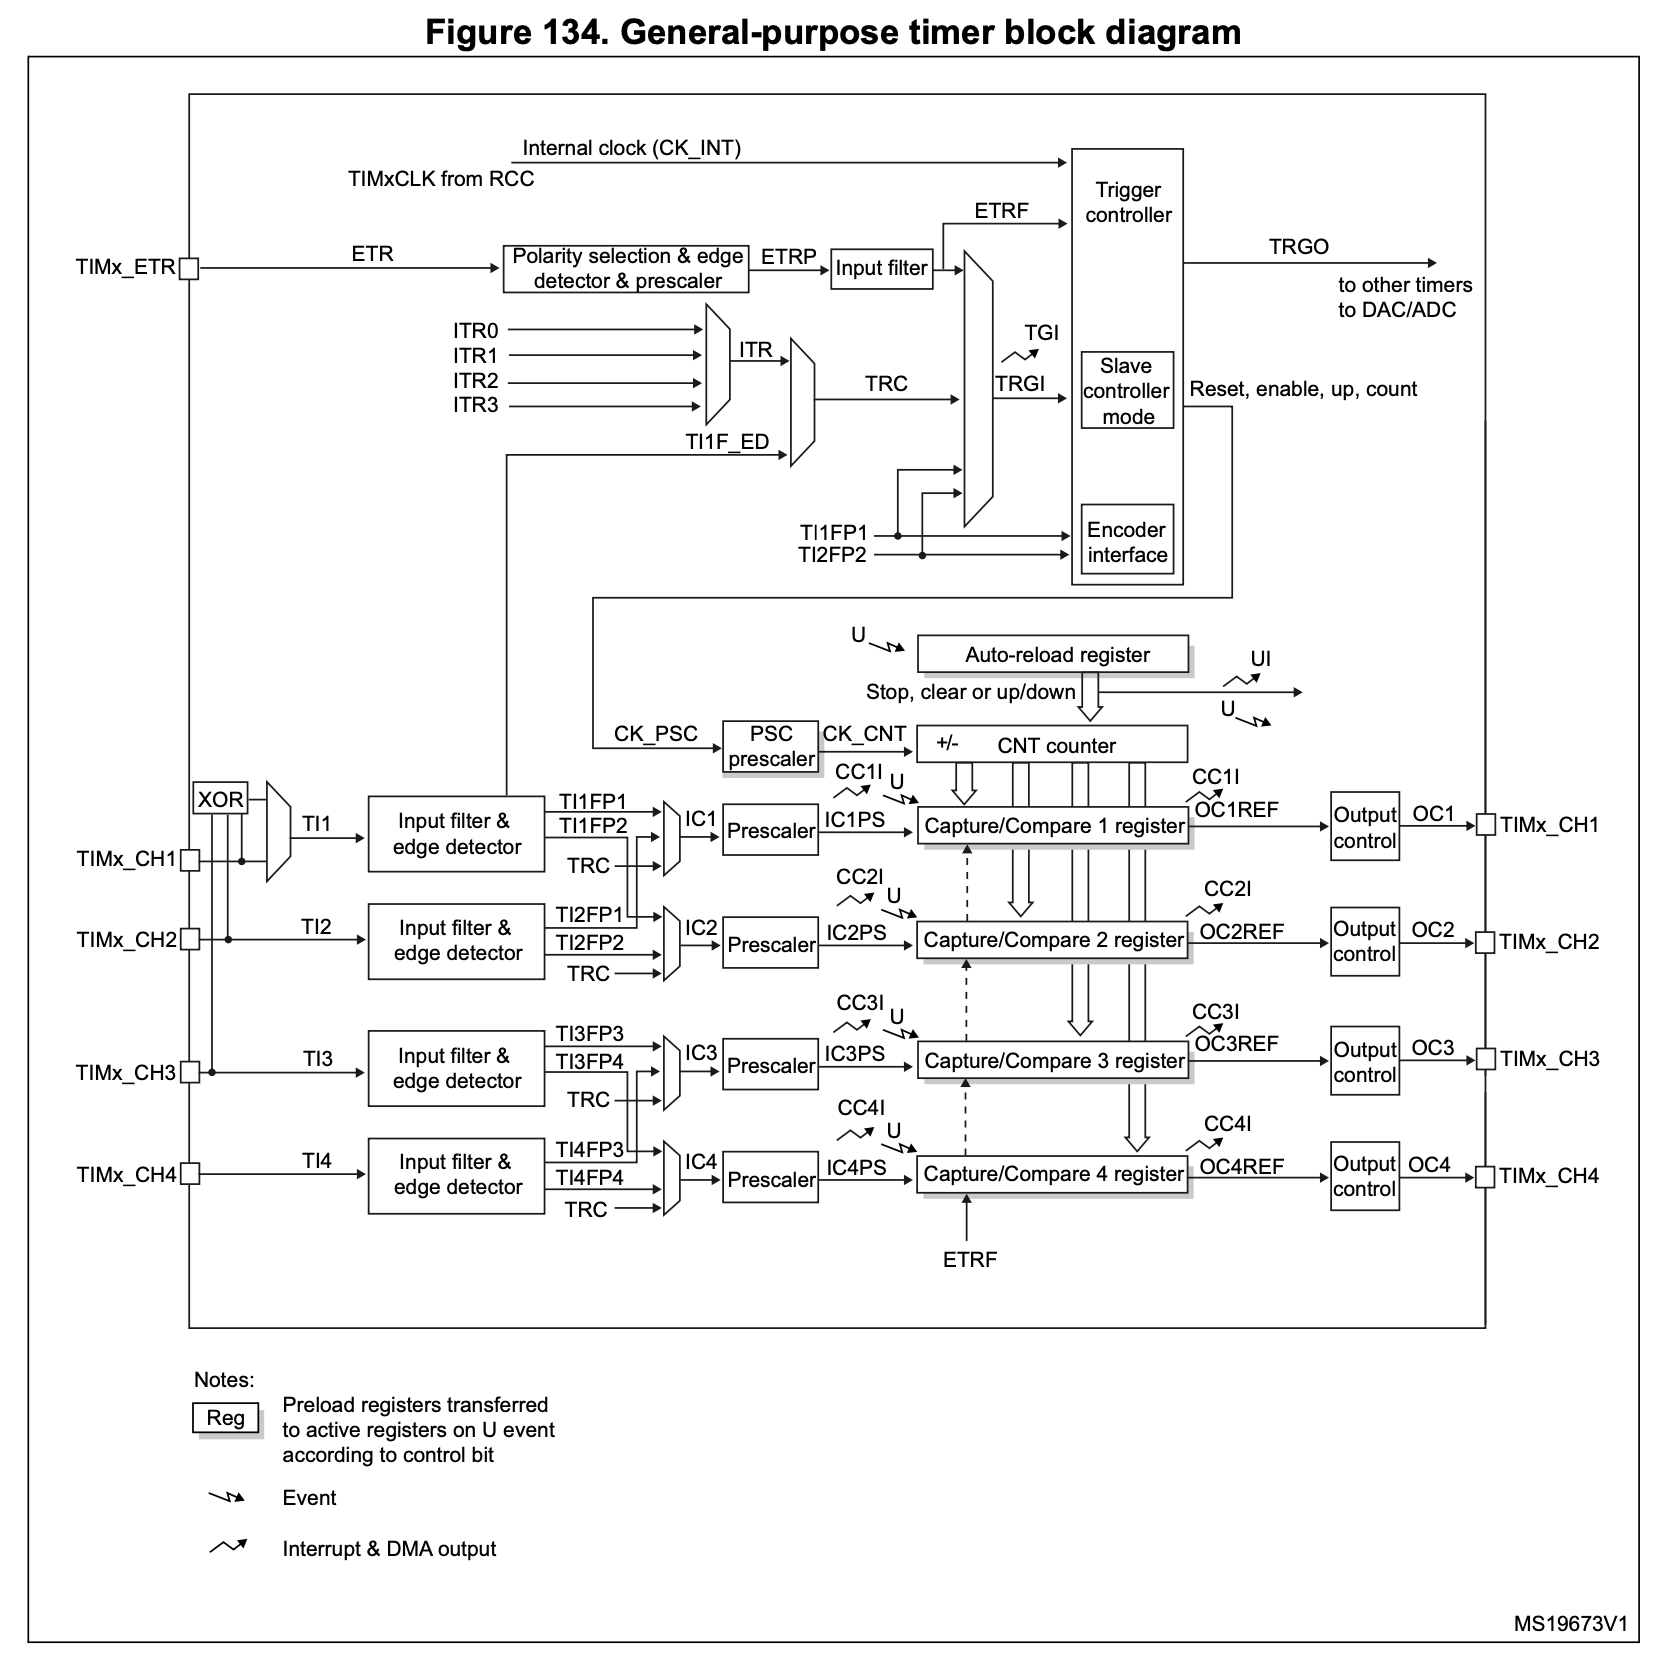 Figure 134. General-purpose timer block diagram
Internal clock (CK_INT)
TIMxCLK from RCC
Trigger
controller
ETRF
TRGO
to other timers
to DAC/ADC
TIMx_ETR
ETR
Polarity selection & edge
detector & prescaler
ETRP
Input filter
ITR0
ITR1
ITR2
ITR3
ITR
TRC
TI1F_ED
TGI
TRGI
Slave
controller
mode
Reset, enable, up, count
TI1FP1
TI2FP2
Encoder
interface
U
Auto-reload register
Stop, clear or up/down
UI
U
CK_PSC
PSC
prescaler
CK_CNT
+/-
CNT counter
XOR
TIMx_CH1
TI1
Input filter &
edge detector
TI1FP1
TI1FP2
TRC
IC1
Prescaler
IC1PS
CC1I
U
Capture/Compare 1 register
CC1I
OC1REF
Output
control
OC1
TIMx_CH1
TIMx_CH2
TI2
Input filter &
edge detector
TI2FP1
TI2FP2
TRC
IC2
Prescaler
IC2PS
CC2I
U
Capture/Compare 2 register
CC2I
OC2REF
Output
control
OC2
TIMx_CH2
TIMx_CH3
TI3
Input filter &
edge detector
TI3FP3
TI3FP4
TRC
IC3
Prescaler
IC3PS
CC3I
U
Capture/Compare 3 register
CC3I
OC3REF
Output
control
OC3
TIMx_CH3
TIMx_CH4
TI4
Input filter &
edge detector
TI4FP3
TI4FP4
TRC
IC4
Prescaler
IC4PS
CC4I
U
Capture/Compare 4 register
CC4I
OC4REF
Output
control
OC4
TIMx_CH4
ETRF
Notes:
Reg
Preload registers transferred
to active registers on U event
according to control bit
Event
Interrupt & DMA output
MS19673V1